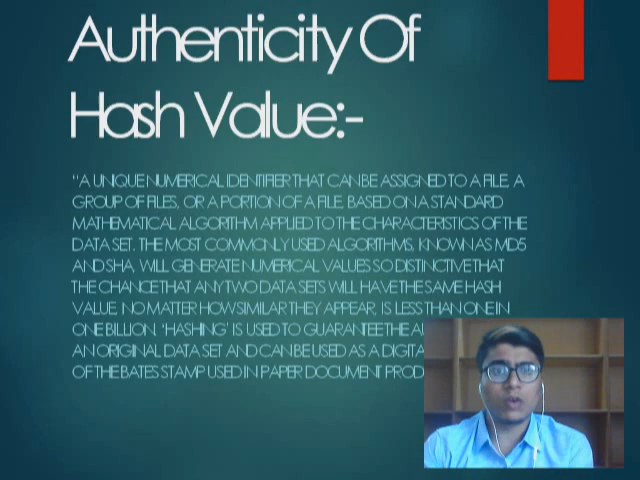 Authenticity Of
Hash Value:-
“A UNIQUE NUMERICAL IDENTIFIER THAT CAN BE ASSIGNED TO A FILE, A
GROUP OF FILES, OR A PORTION OF A FILE, BASED ON A STANDARD
MATHEMATICAL ALGORITHM APPLIED TO THE CHARACTERISTICS OF THE
DATA SET. THE MOST COMMONLY USED ALGORITHMS, KNOWN AS MD5
AND SHA, WILL GENERATE NUMERICAL VALUES SO DISTINCTIVE THAT
THE CHANCE THAT ANY TWO DATA SETS WILL HAVE THE SAME HASH
VALUE, NO MATTER HOW SIMILAR THEY APPEAR, IS LESS THAN ONE IN
ONE BILLION. ‘HASHING’ IS USED TO GUARANTEE THE
AN ORIGINAL DATA SET AND CAN BE USED AS A
OF THE BATES STAMP USED IN PAPER DOCUMENT